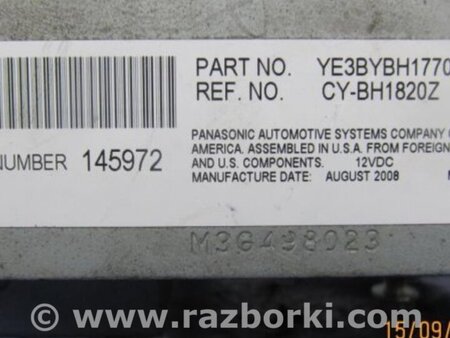 PART NO. YE3BYBH1770
REF. NO. CY-BH1820Z
NUMBER 145972
PANASONIC AUTOMOTIVE SYSTEMS COMPANY
AMERICA. ASSEMBLED IN U.S.A. FROM FOREIGN
AND U.S. COMPONENTS. 12VDC
MANUFACTURE DATE: AUGUST 2008
M3G498023
© www.razborki.com
15/09/